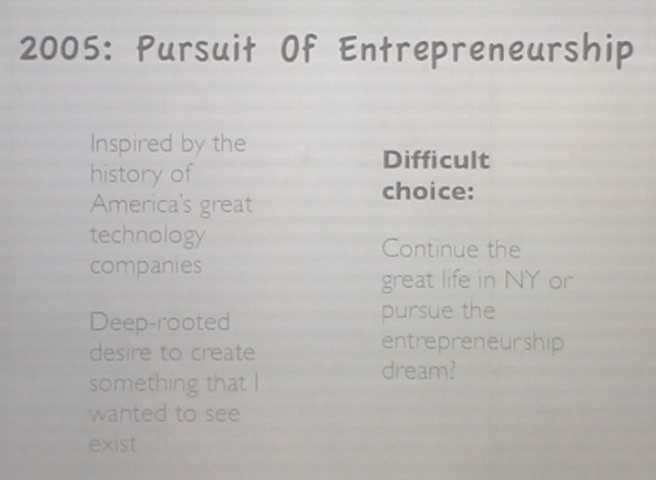 2005: Pursuit Of Entrepreneurship
Inspired by the
history of
America's great
technology
companies
Deep-rooted
desire to create
something that I
wanted to see
exist
Difficult
choice:
Continue the
great life in NY or
pursue the
entrepreneurship
dream?